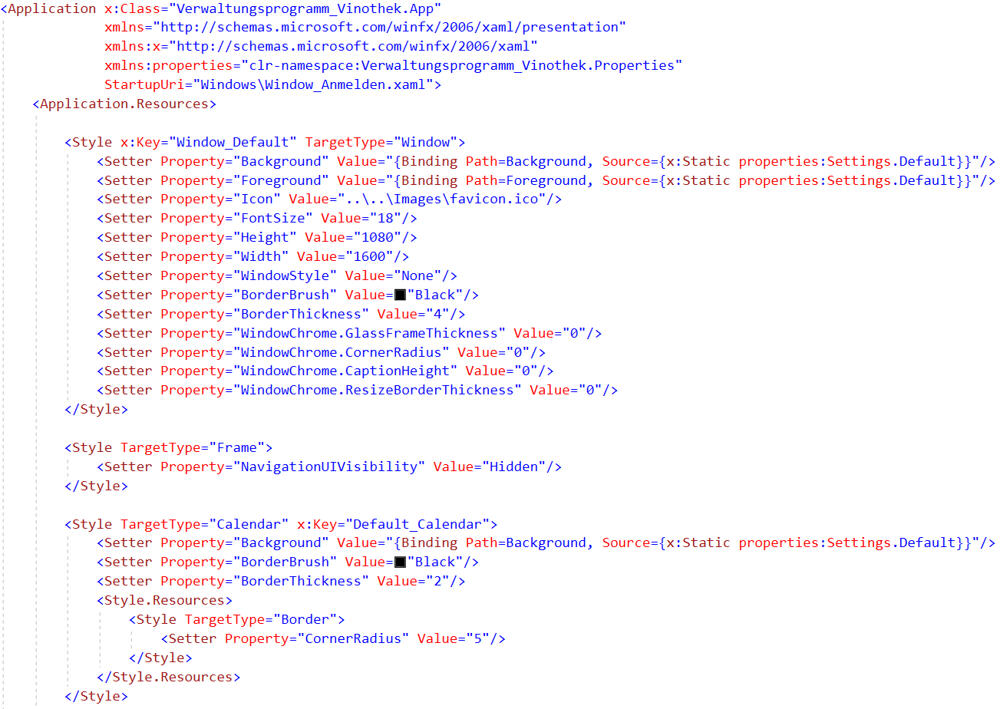 <Application x:Class="Verwaltungsprogramm_Vinothek.App"
xmlns="http://schemas.microsoft.com/winfx/2006/xaml/presentation"
xmlns:x="http://schemas.microsoft.com/winfx/2006/xaml"
xmlns:properties="clr-namespace:Verwaltungsprogramm_Vinothek.Properties"
StartupUri="Windows\Window_Anmelden.xaml">
<Application.Resources>
<Style x:Key="Window_Default" TargetType="Window">
<Setter Property="Background" Value="{Binding Path=Background, Source={x:Static properties:Settings.Default}}"/>
<Setter Property="Foreground" Value="{Binding Path=Foreground, Source={x:Static properties:Settings.Default}}"/>
<Setter Property="Icon" Value="..\..\Images\favicon.ico"/>
<Setter Property="FontSize" Value="18"/>
<Setter Property="Height" Value="1080"/>
<Setter Property="Width" Value="1600"/>
<Setter Property="WindowStyle" Value="None"/>
<Setter Property="BorderBrush" Value="Black"/>
<Setter Property="BorderThickness" Value="4"/>
<Setter Property="WindowChrome.GlassFrameThickness" Value="0"/>
<Setter Property="WindowChrome.CornerRadius" Value="0"/>
<Setter Property="WindowChrome.CaptionHeight" Value="0"/>
<Setter Property="WindowChrome.ResizeBorderThickness" Value="0"/>
</Style>
<Style TargetType="Frame">
<Setter Property="NavigationUIVisibility" Value="Hidden"/>
</Style>
<Style TargetType="Calendar" x:Key="Default_Calendar">
<Setter Property="Background" Value="{Binding Path=Background, Source={x:Static properties:Settings.Default}}"/>
<Setter Property="BorderBrush" Value="Black"/>
<Setter Property="BorderThickness" Value="2"/>
<Style.Resources>
<Style TargetType="Border">
<Setter Property="CornerRadius" Value="5"/>
</Style>
</Style.Resources>
</Style>